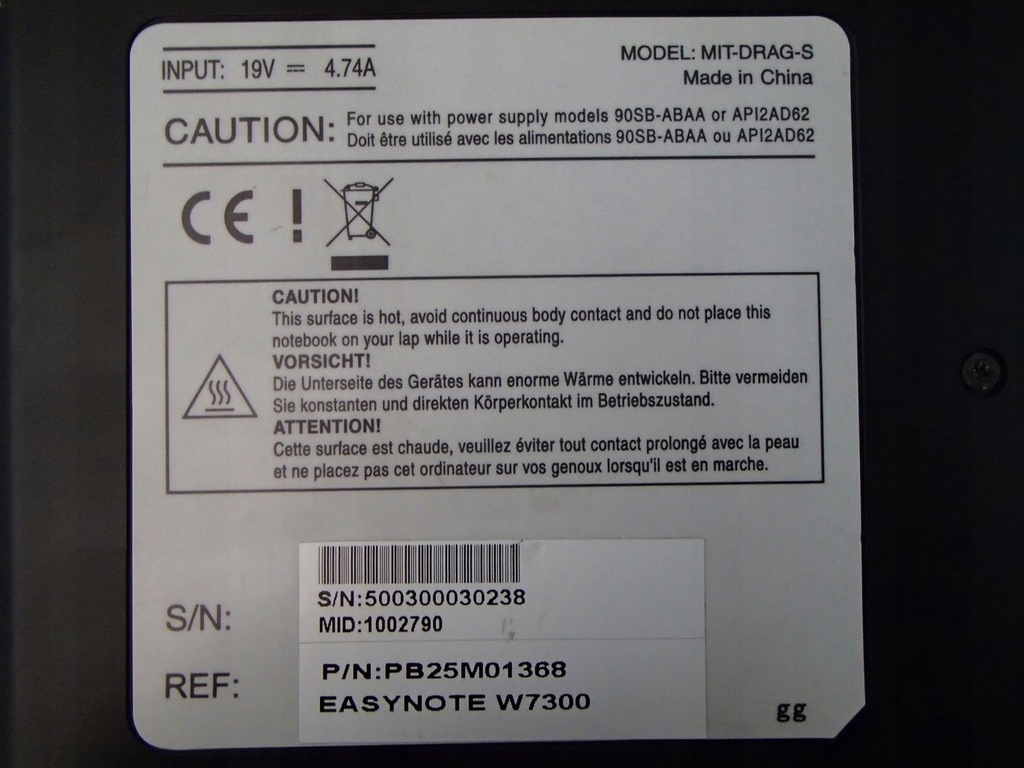 INPUT: 19V ⎓ 4.74A
MODEL: MIT-DRAG-S
Made in China
CAUTION: For use with power supply models 90SB-ABAA or API2AD62
Doit être utilisé avec les alimentations 90SB-ABAA ou API2AD62
CE !
CAUTION!
This surface is hot, avoid continuous body contact and do not place this
notebook on your lap while it is operating.
VORSICHT!
Die Unterseite des Gerätes kann enorme Wärme entwickeln. Bitte vermeiden
Sie konstanten und direkten Körperkontakt im Betriebszustand.
ATTENTION!
Cette surface est chaude, veuillez éviter tout contact prolongé avec la peau
et ne placez pas cet ordinateur sur vos genoux lorsqu'il est en marche.
S/N:
S/N:500300030238
MID:1002790
REF:
P/N:PB25M01368
EASYNOTE W7300
gg